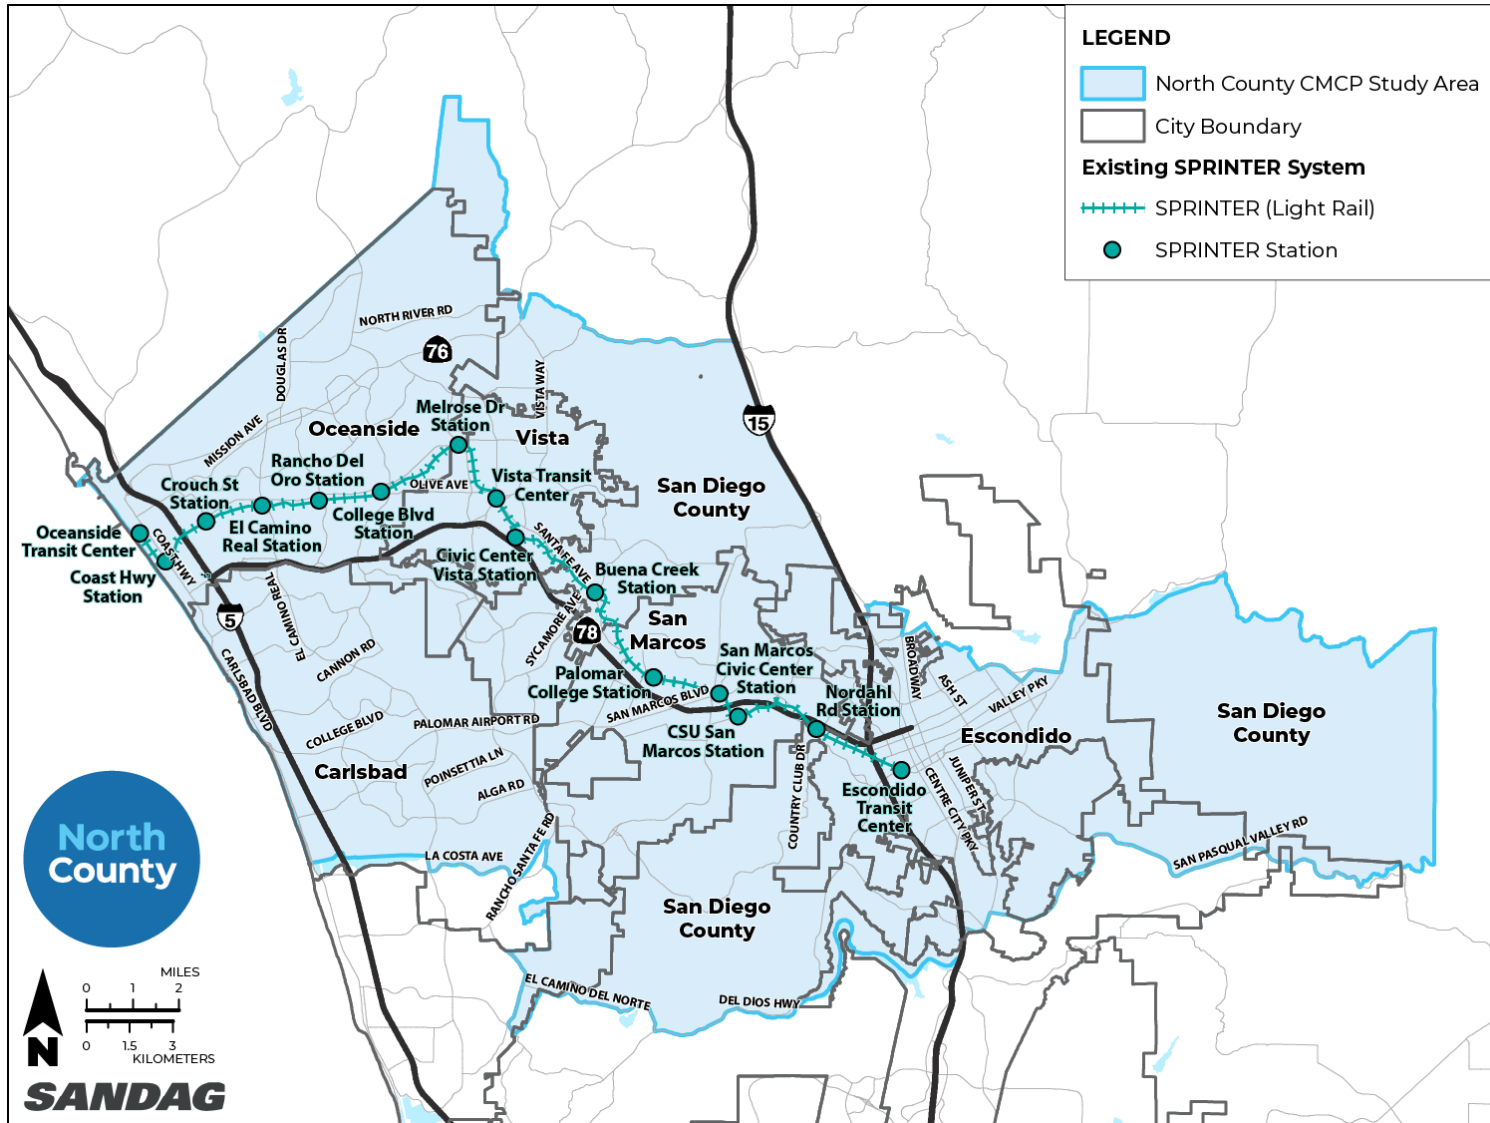 LEGEND
North County CMCP Study Area
City Boundary
Existing SPRINTER System
SPRINTER (Light Rail)
SPRINTER Station
NORTH RIVER RD
76
DOUGLAS DR
VISTA WAY
MISSION AVE
Oceanside
Melrose Dr
Station
Vista
15
Rancho Del
Oro Station
Crouch St
Station
OLIVE AVE
Vista Transit
Center
San Diego
County
Oceanside
Transit Center
COAST HWY
El Camino
Real Station
College Blvd
Station
Civic Center
Vista Station
SANTA FE AVE
Coast Hwy
Station
Buena Creek
Station
5
EL CAMINO REAL
SYCAMORE AVE
78
San
Marcos
CANNON RD
CARLSBAD BLVD
Palomar
College Station
San Marcos
Civic Center
Station
BROADWAY
ASH ST
VALLEY PKY
Nordahl
Rd Station
SAN MARCOS BLVD
COLLEGE BLVD
PALOMAR AIRPORT RD
CSU San
Marcos Station
Escondido
San Diego
County
Carlsbad
POINSETTIA LN
ALGA RD
COUNTRY CLUB DR
Escondido
Transit
Center
CENTRE CITY PKY
JUNIPER ST
SAN PASQUAL VALLEY RD
LA COSTA AVE
RANCHO SANTA FE RD
North
County
San Diego
County
EL CAMINO DEL NORTE
DEL DIOS HWY
MILES
0 1 2
0 1.5 3
KILOMETERS
N
SANDAG